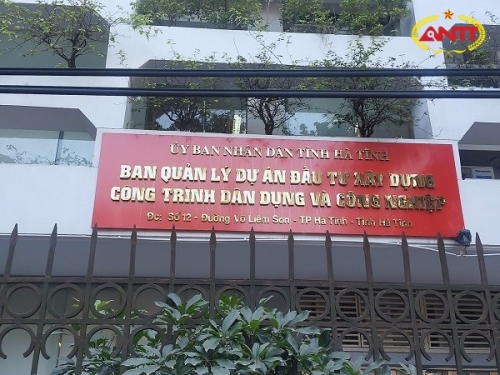 ANTT
ỦY BAN NHÂN DÂN TỈNH HÀ TĨNH
BAN QUẢN LÝ DỰ ÁN ĐẦU TƯ XÂY DỰNG
CÔNG TRÌNH DÂN DỤNG VÀ CÔNG NGHIỆP
Đc: Số 12 - Đường Võ Liêm Sơn - TP Hà Tĩnh - Tỉnh Hà Tĩnh